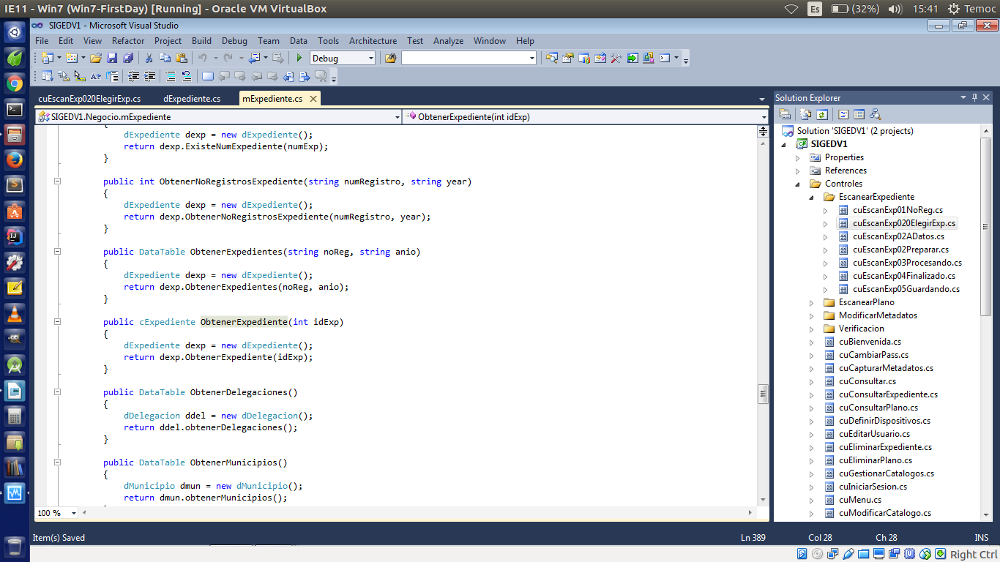 IE11 - Win7 (Win7-FirstDay) [Running] - Oracle VM VirtualBox
Es (32%) 15:41 Temoc
SIGEDV1 - Microsoft Visual Studio
File Edit View Refactor Project Build Debug Team Data Tools Architecture Test Analyze Window Help
Debug
cuEscanExp020ElegirExp.cs dExpediente.cs mExpediente.cs
SIGEDV1.Negocio.mExpediente ObtenerExpediente(int idExp)
{
dExpediente dexp = new dExpediente();
return dexp.ExisteNumExpediente(numExp);
}
public int ObtenerNoRegistrosExpediente(string numRegistro, string year)
{
dExpediente dexp = new dExpediente();
return dexp.ObtenerNoRegistrosExpediente(numRegistro, year);
}
public DataTable ObtenerExpedientes(string noReg, string anio)
{
dExpediente dexp = new dExpediente();
return dexp.ObtenerExpedientes(noReg, anio);
}
public cExpediente ObtenerExpediente(int idExp)
{
dExpediente dexp = new dExpediente();
return dexp.ObtenerExpediente(idExp);
}
public DataTable ObtenerDelegaciones()
{
dDelegacion ddel = new dDelegacion();
return ddel.obtenerDelegaciones();
}
public DataTable ObtenerMunicipios()
{
dMunicipio dmun = new dMunicipio();
return dmun.obtenerMunicipios();
100 %
Solution Explorer
Solution 'SIGEDV1' (2 projects)
SIGEDV1
Properties
References
Controles
EscanearExpediente
cuEscanExp01NoReg.cs
cuEscanExp020ElegirExp.cs
cuEscanExp02ADatos.cs
cuEscanExp02Preparar.cs
cuEscanExp03Procesando.cs
cuEscanExp04Finalizado.cs
cuEscanExp05Guardando.cs
EscanearPlano
ModificarMetadatos
Verificacion
cuBienvenida.cs
cuCambiarPass.cs
cuCapturarMetadatos.cs
cuConsultar.cs
cuConsultarExpediente.cs
cuConsultarPlano.cs
cuDefinirDispositivos.cs
cuEditarUsuario.cs
cuEliminarExpediente.cs
cuEliminarPlano.cs
cuGestionarCatalogos.cs
cuIniciarSesion.cs
cuMenu.cs
cuModificarCatalogo.cs
Item(s) Saved Ln 389 Col 28 Ch 28 INS
Right Ctrl